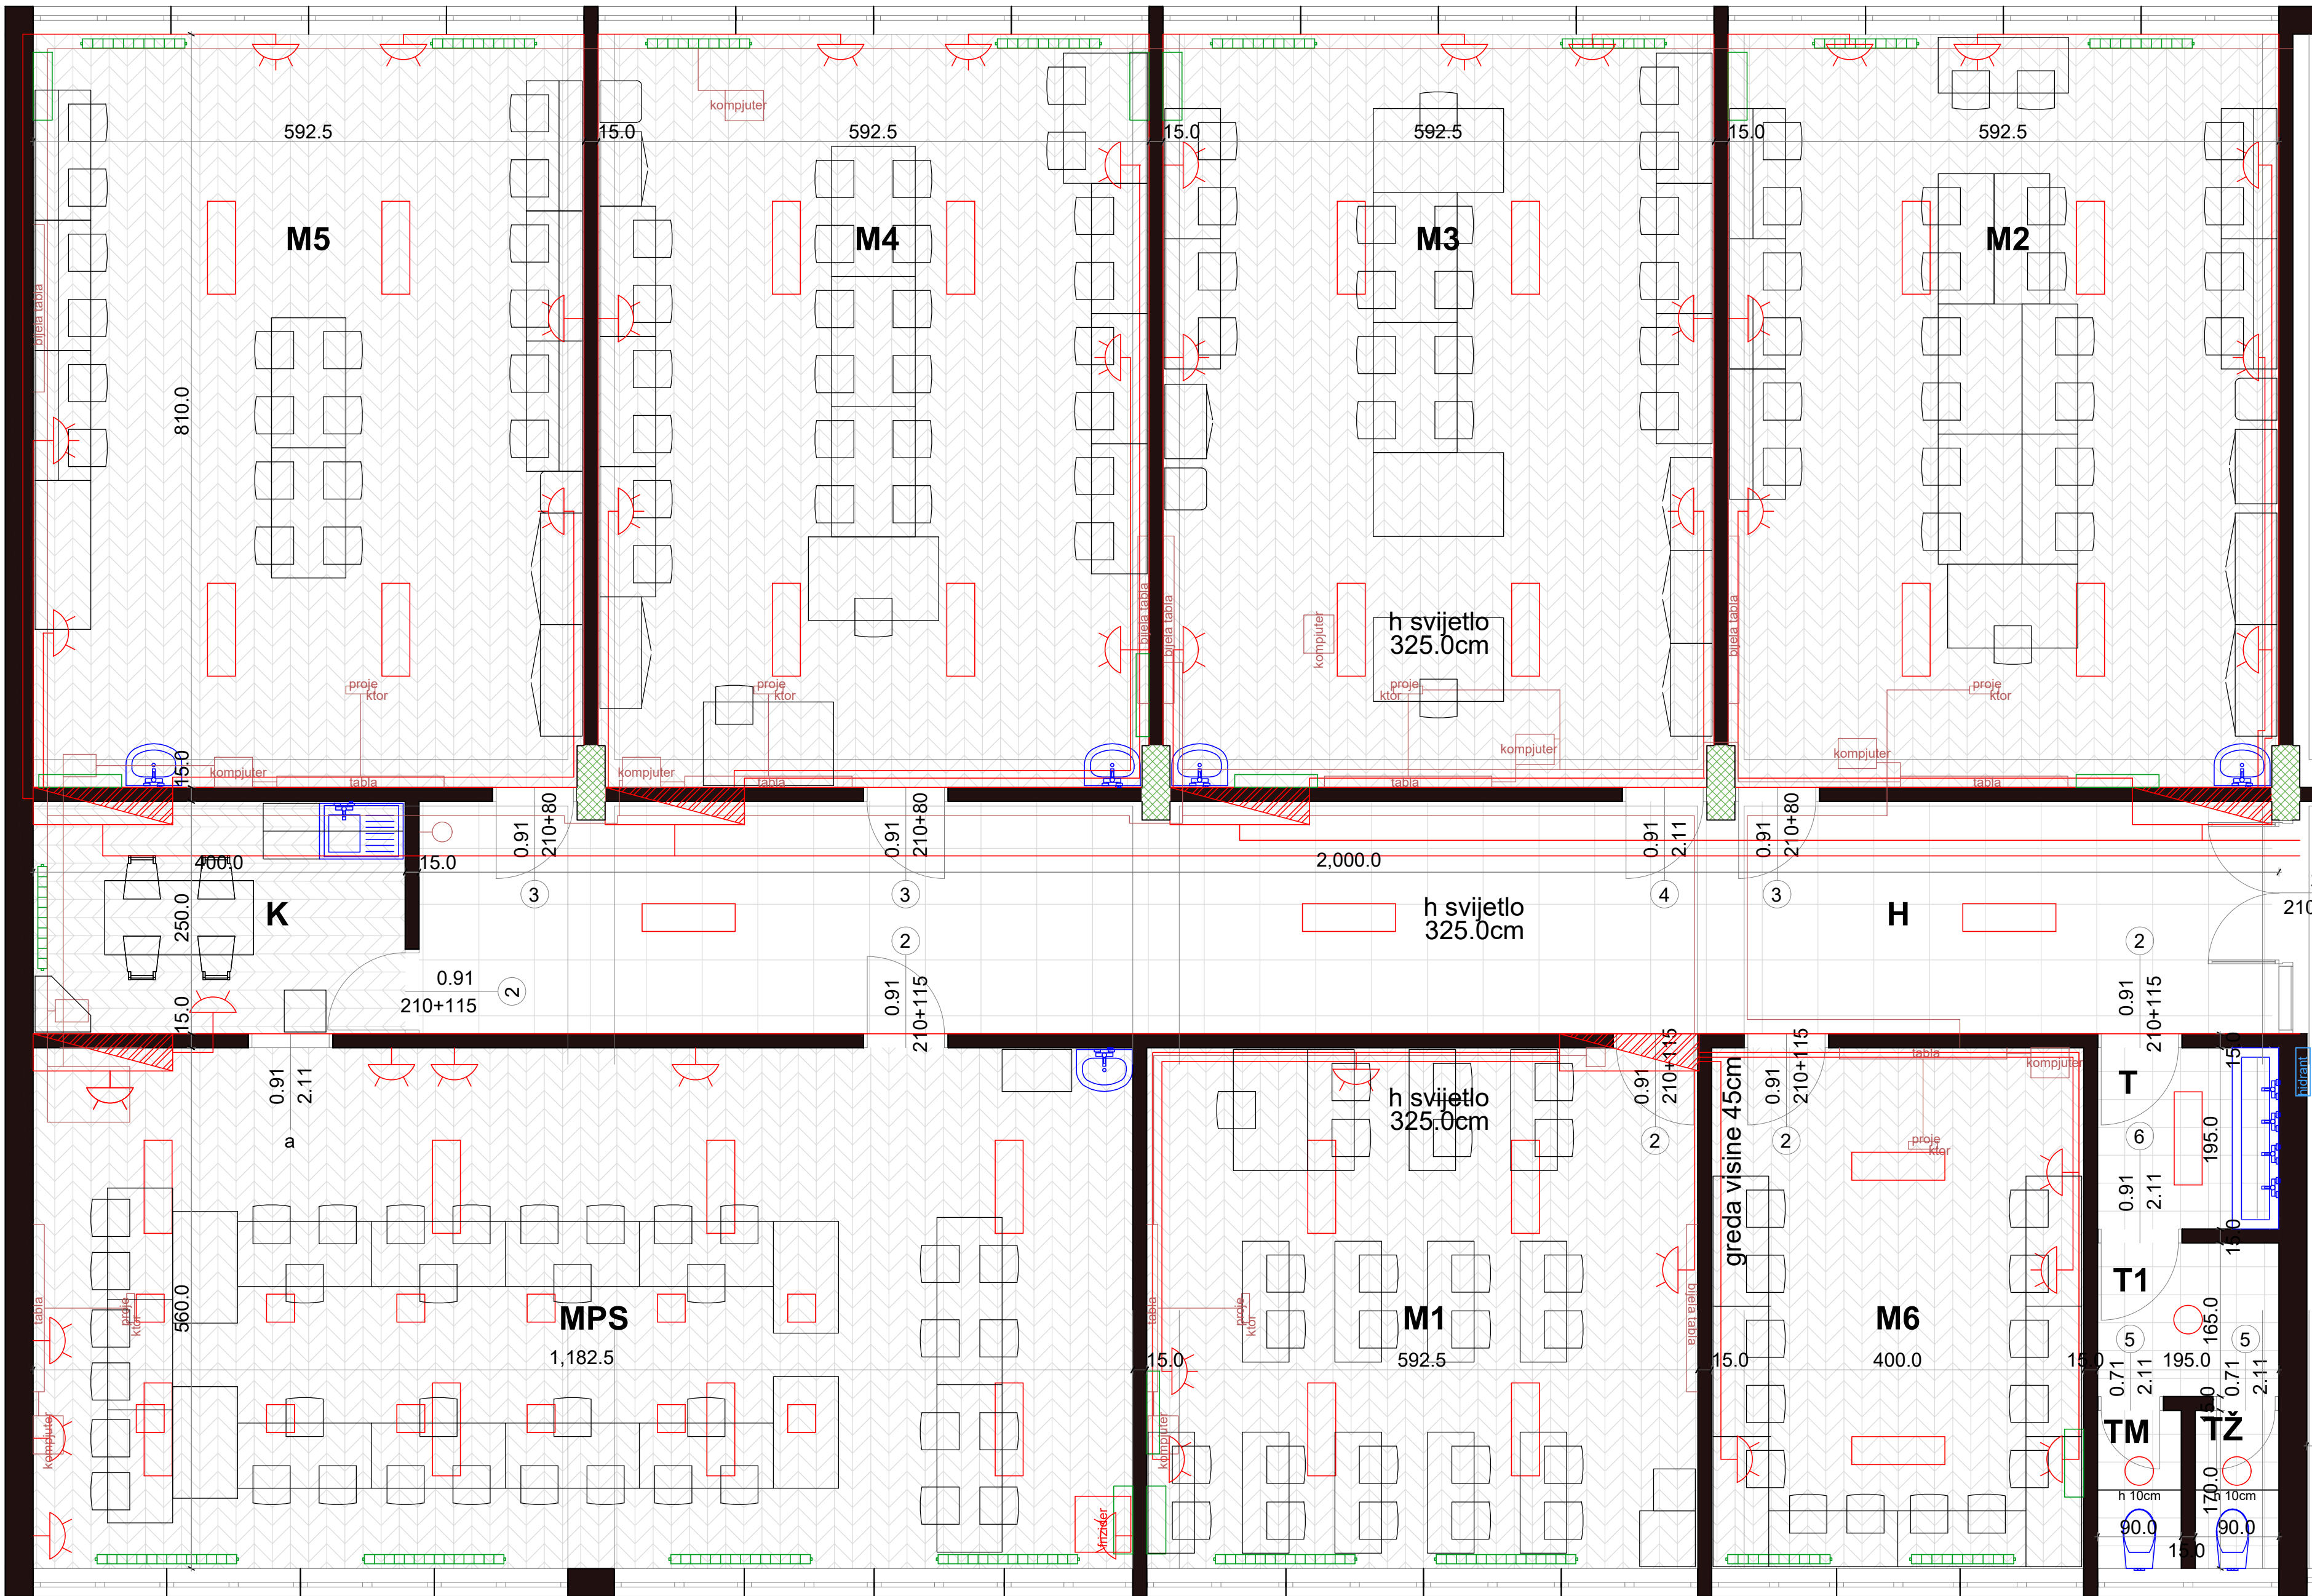 kompjuter
592.5
15.0
592.5
15.0
592.5
15.0
592.5
M5
M4
M3
M2
bijela tabla
810.0
h svijetlo
325.0cm
kompjuter
bijela tabla
bijela tabla
bijela tabla
proje
ktor
proje
ktor
proje
ktor
proje
ktor
15.0
kompjuter
tabla
kompjuter
tabla
tabla
kompjuter
kompjuter
tabla
0.91
210+80
0.91
210+80
0.91
2.11
0.91
210+80
400.0
15.0
2,000.0
3
3
4
3
250.0
K
h svijetlo
325.0cm
H
210
2
2
0.91
210+115
2
0.91
210+115
0.91
210+115
15.0
0.91
2.11
a
h svijetlo
325.0cm
0.91
210+115
2
greda visine 45cm
0.91
210+115
2
tabla
kompjuter
proje
ktor
T
15.0
hidrant
6
195.0
0.91
2.11
15.0
tabla
proje
ktor
560.0
MPS
1,182.5
kompjuter
frizider
tabla
proje
ktor
M1
bijela tabla
15.0
592.5
15.0
kompjuter
M6
400.0
15.0
T1
165.0
5
5
195.0
0.71
2.11
0.71
2.11
15.0
TM
TŽ
170.0
h 10cm
h 10cm
90.0
90.0
15.0